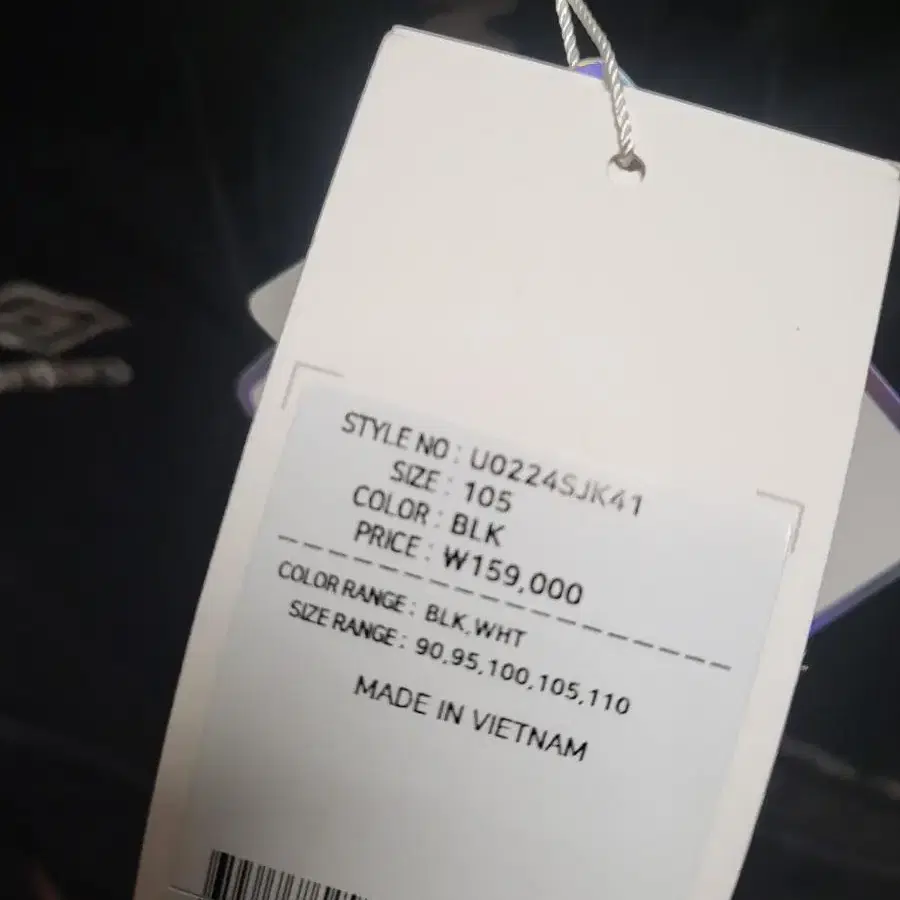 STYLE NO : U0224SJK41
SIZE : 105
COLOR : BLK
PRICE : ₩159,000
COLOR RANGE : BLK,WHT
SIZE RANGE : 90,95,100,105,110
MADE IN VIETNAM